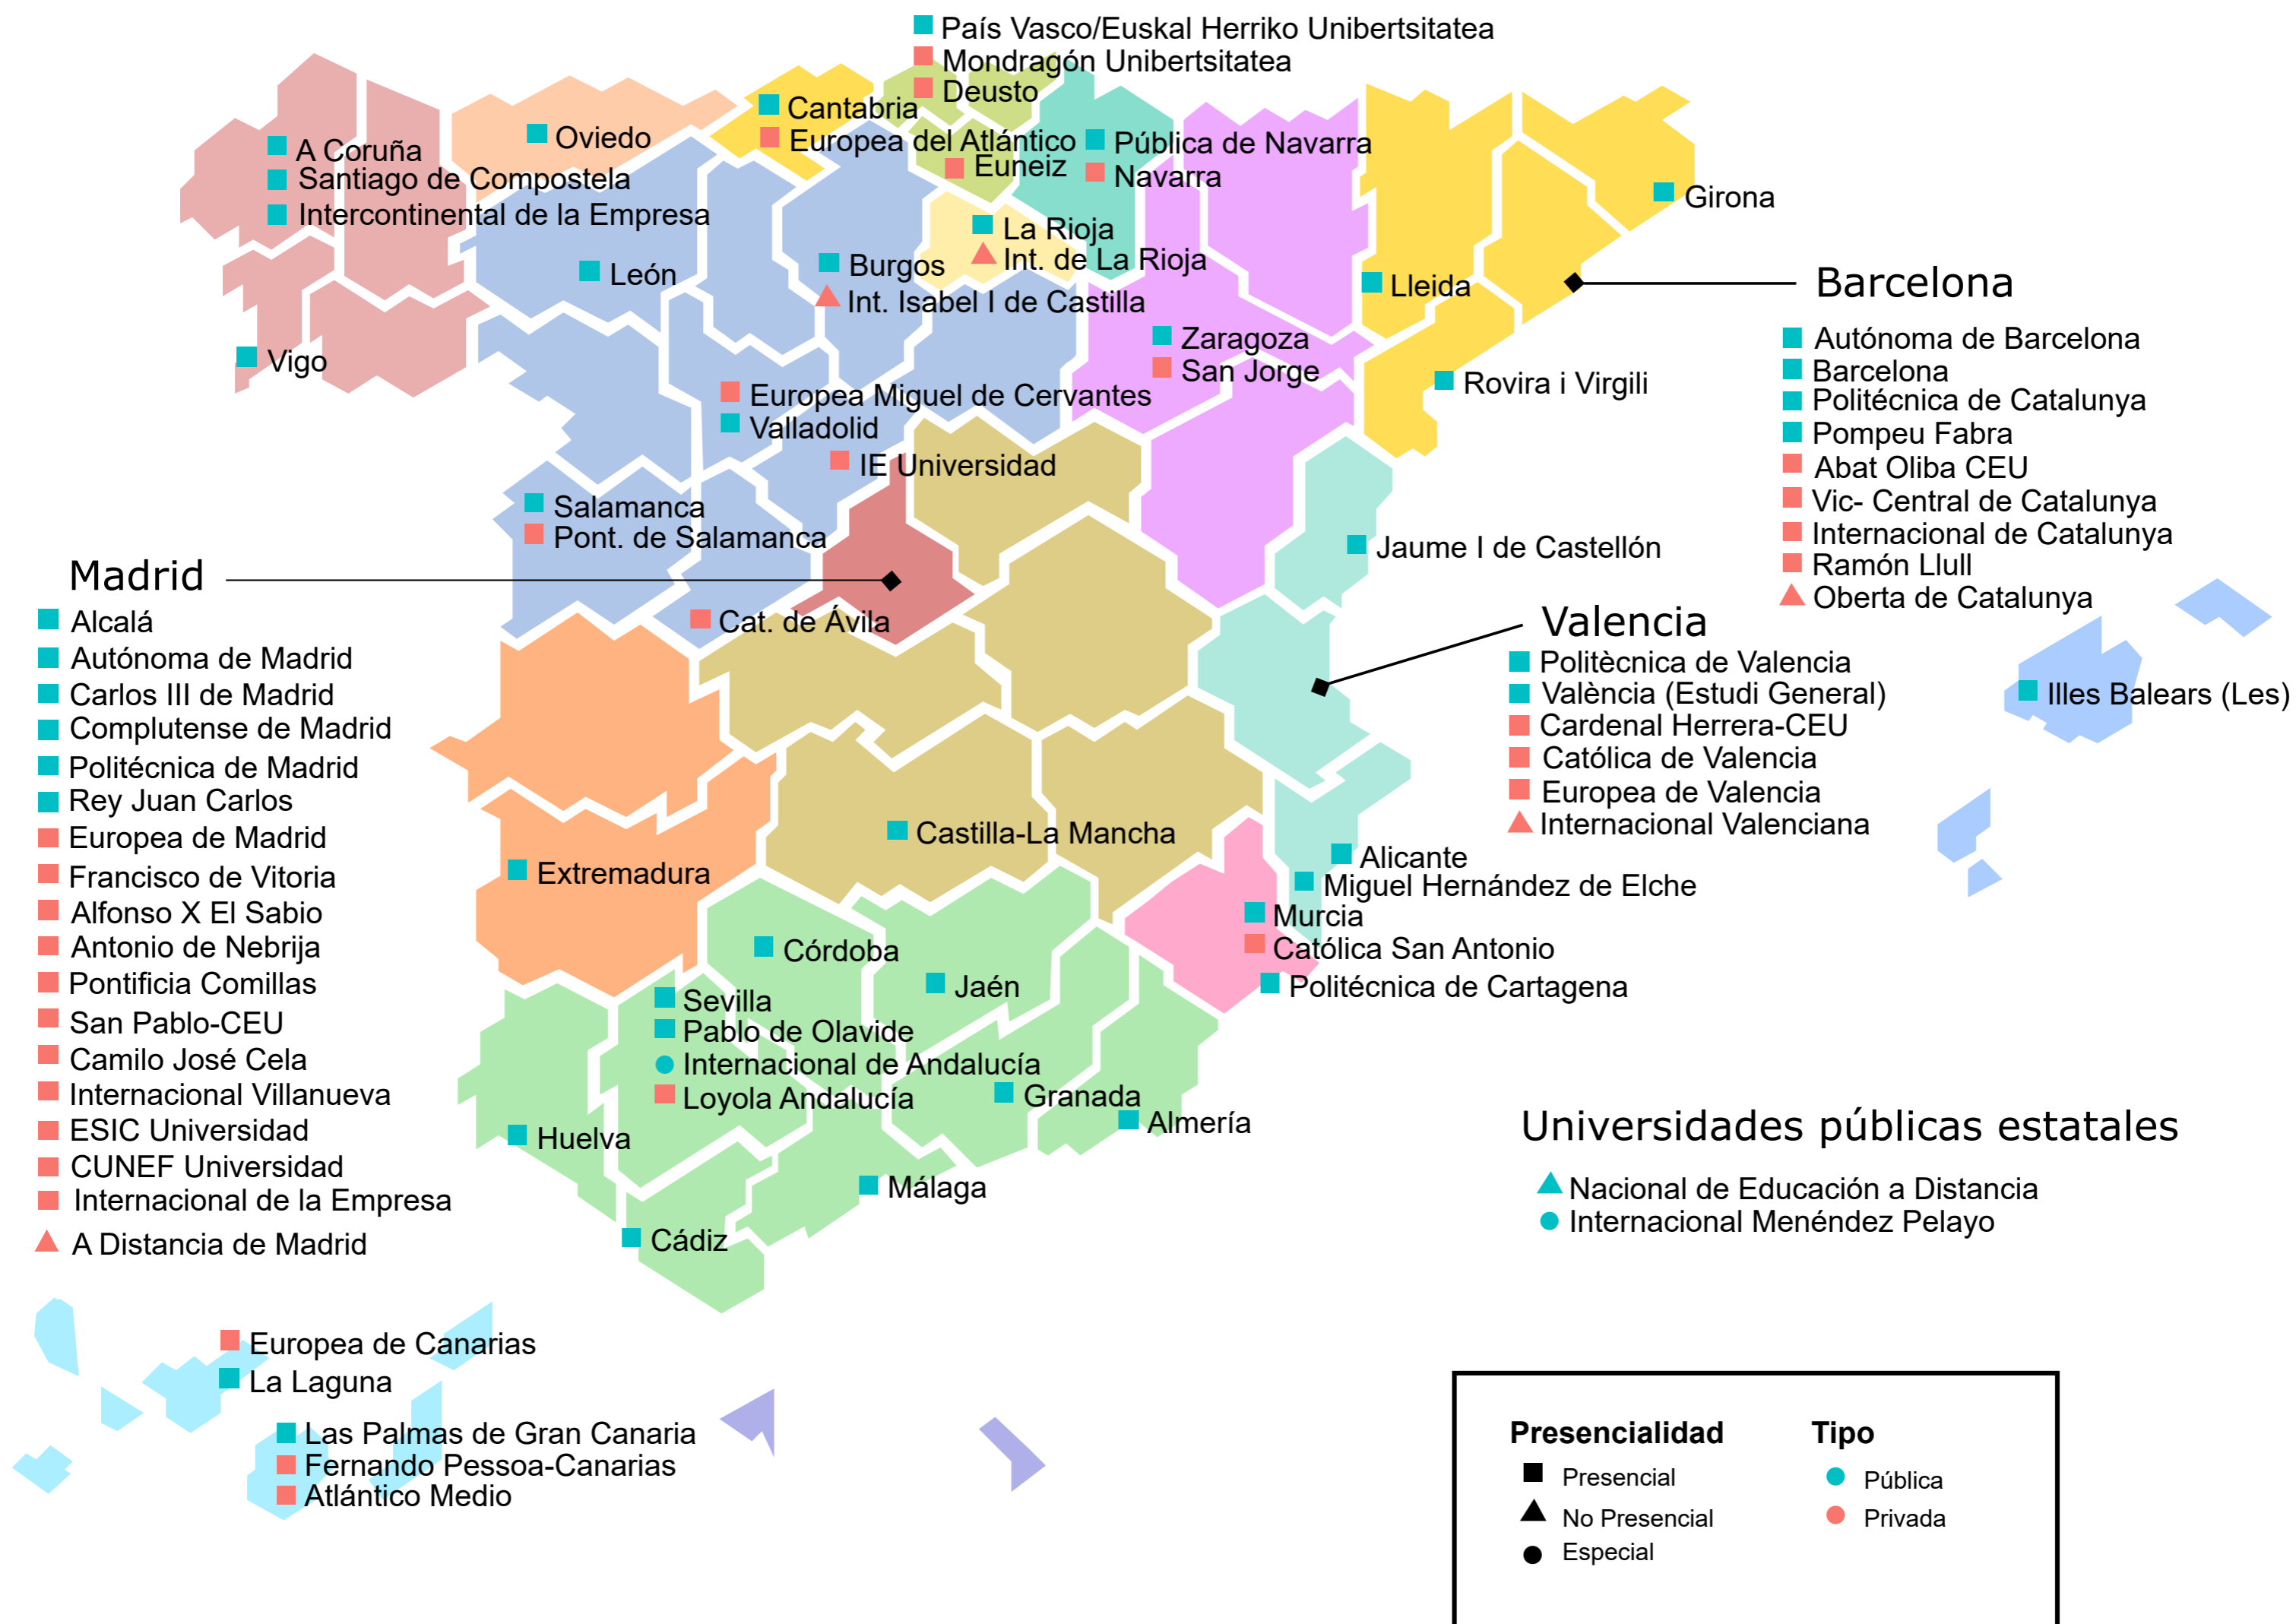 País Vasco/Euskal Herriko Unibertsitatea
Mondragón Unibertsitatea
Deusto
Cantabria
Europea del Atlántico
Euneiz
Pública de Navarra
Navarra
Oviedo
A Coruña
Santiago de Compostela
Intercontinental de la Empresa
Vigo
León
Burgos
Int. Isabel I de Castilla
La Rioja
Int. de La Rioja
Zaragoza
San Jorge
Lleida
Girona
Rovira i Virgili
Europea Miguel de Cervantes
Valladolid
IE Universidad
Salamanca
Pont. de Salamanca
Cat. de Ávila
Jaume I de Castellón
Barcelona
Autónoma de Barcelona
Barcelona
Politécnica de Catalunya
Pompeu Fabra
Abat Oliba CEU
Vic- Central de Catalunya
Internacional de Catalunya
Ramón Llull
Oberta de Catalunya
Madrid
Alcalá
Autónoma de Madrid
Carlos III de Madrid
Complutense de Madrid
Politécnica de Madrid
Rey Juan Carlos
Europea de Madrid
Francisco de Vitoria
Alfonso X El Sabio
Antonio de Nebrija
Pontificia Comillas
San Pablo-CEU
Camilo José Cela
Internacional Villanueva
ESIC Universidad
CUNEF Universidad
Internacional de la Empresa
A Distancia de Madrid
Valencia
Politècnica de Valencia
València (Estudi General)
Cardenal Herrera-CEU
Católica de Valencia
Europea de Valencia
Internacional Valenciana
Illes Balears (Les)
Castilla-La Mancha
Extremadura
Alicante
Miguel Hernández de Elche
Murcia
Católica San Antonio
Politécnica de Cartagena
Córdoba
Jaén
Sevilla
Pablo de Olavide
Internacional de Andalucía
Loyola Andalucía
Granada
Almería
Huelva
Málaga
Cádiz
Universidades públicas estatales
Nacional de Educación a Distancia
Internacional Menéndez Pelayo
Europea de Canarias
La Laguna
Las Palmas de Gran Canaria
Fernando Pessoa-Canarias
Atlántico Medio
Presencialidad
Presencial
No Presencial
Especial
Tipo
Pública
Privada